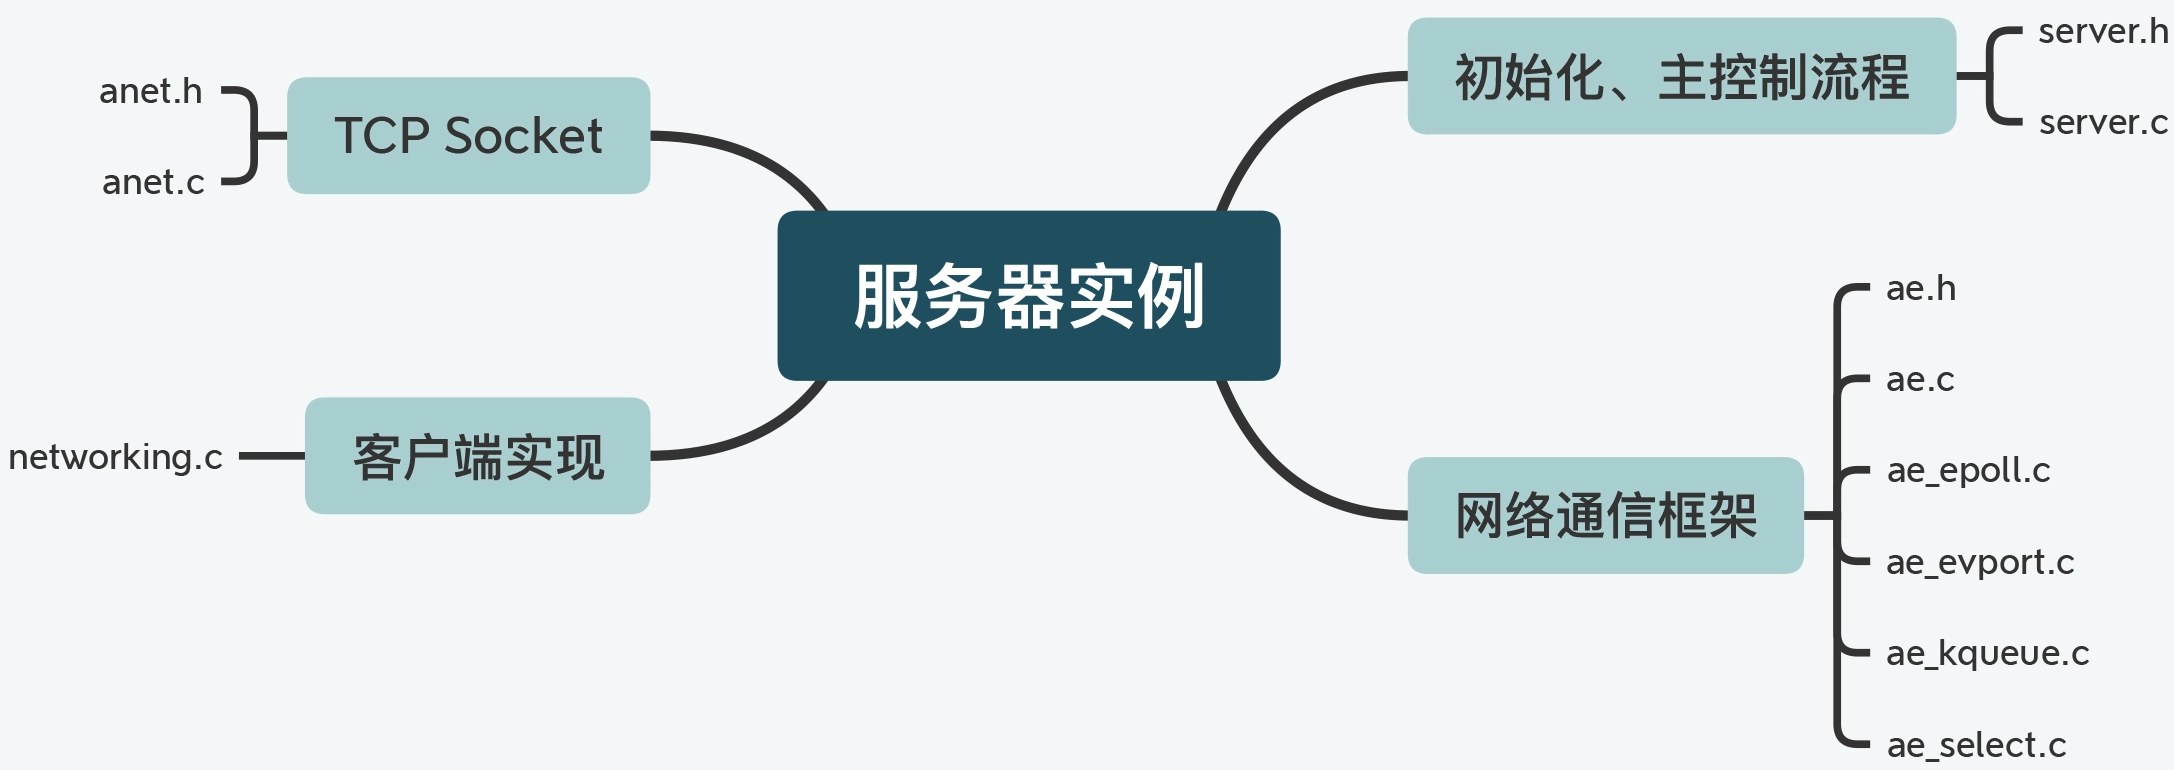 服务器实例
初始化、主控制流程
server.h
server.c
网络通信框架
ae.h
ae.c
ae_epoll.c
ae_evport.c
ae_kqueue.c
ae_select.c
TCP Socket
anet.h
anet.c
客户端实现
networking.c